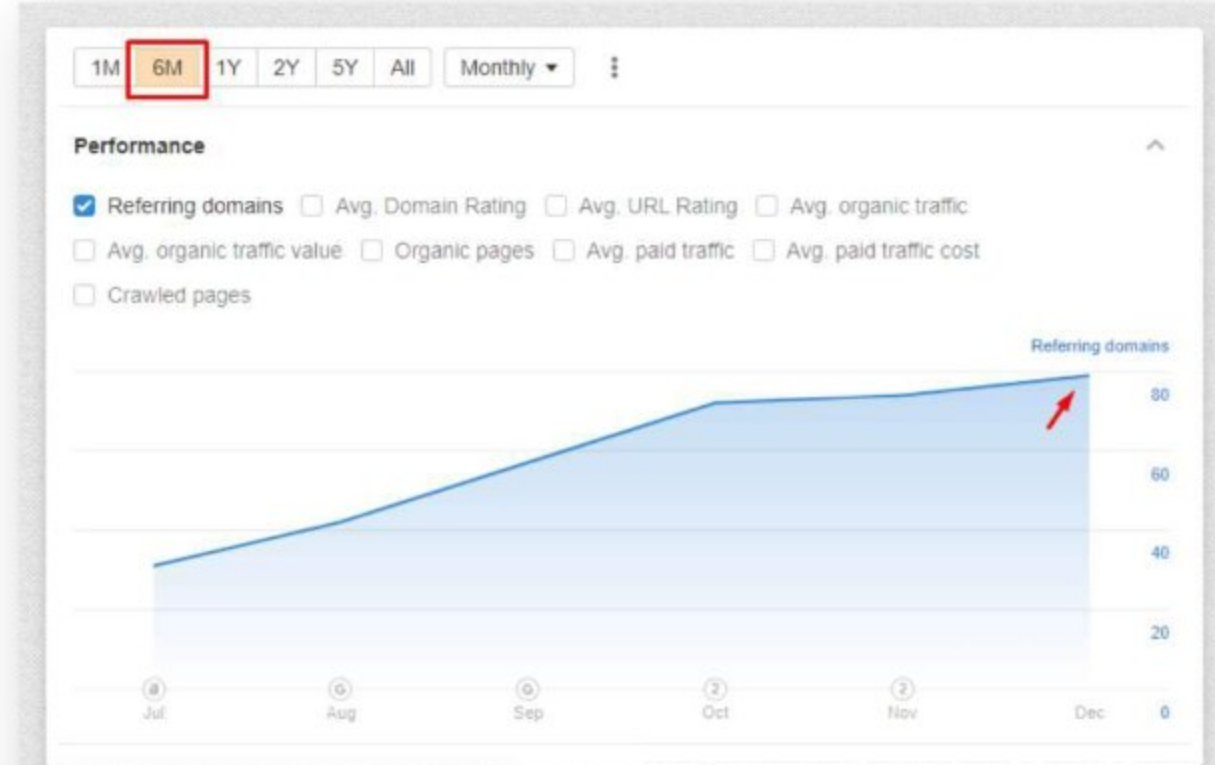 1M 6M 1Y 2Y 5Y All Monthly
Performance
Referring domains Avg. Domain Rating Avg. URL Rating Avg. organic traffic
Avg. organic traffic value Organic pages Avg. paid traffic Avg. paid traffic cost
Crawled pages
Referring domains
80
60
40
20
a G G 2 2
Jul Aug Sep Oct Nov Dec 0